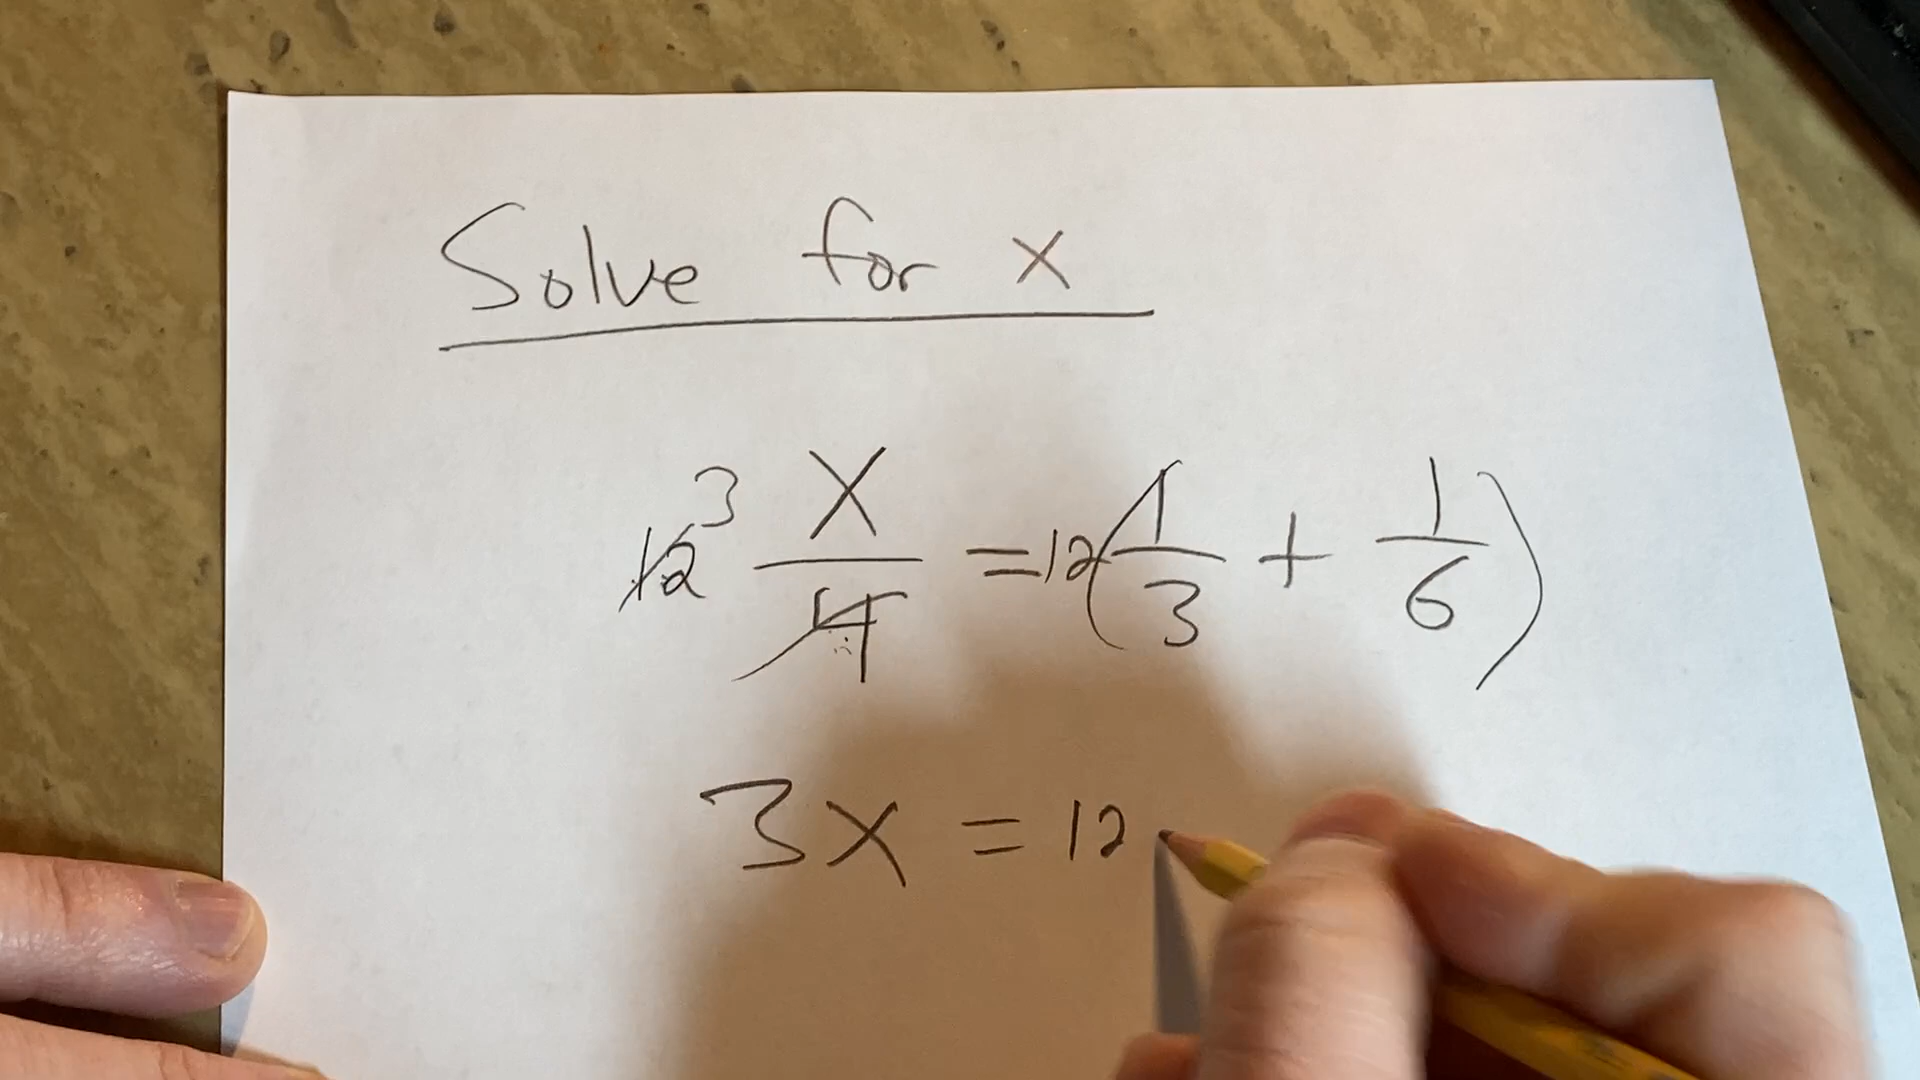 Solve for x
12 3 x/4 = 12(1/3 + 1/6)
3x = 12